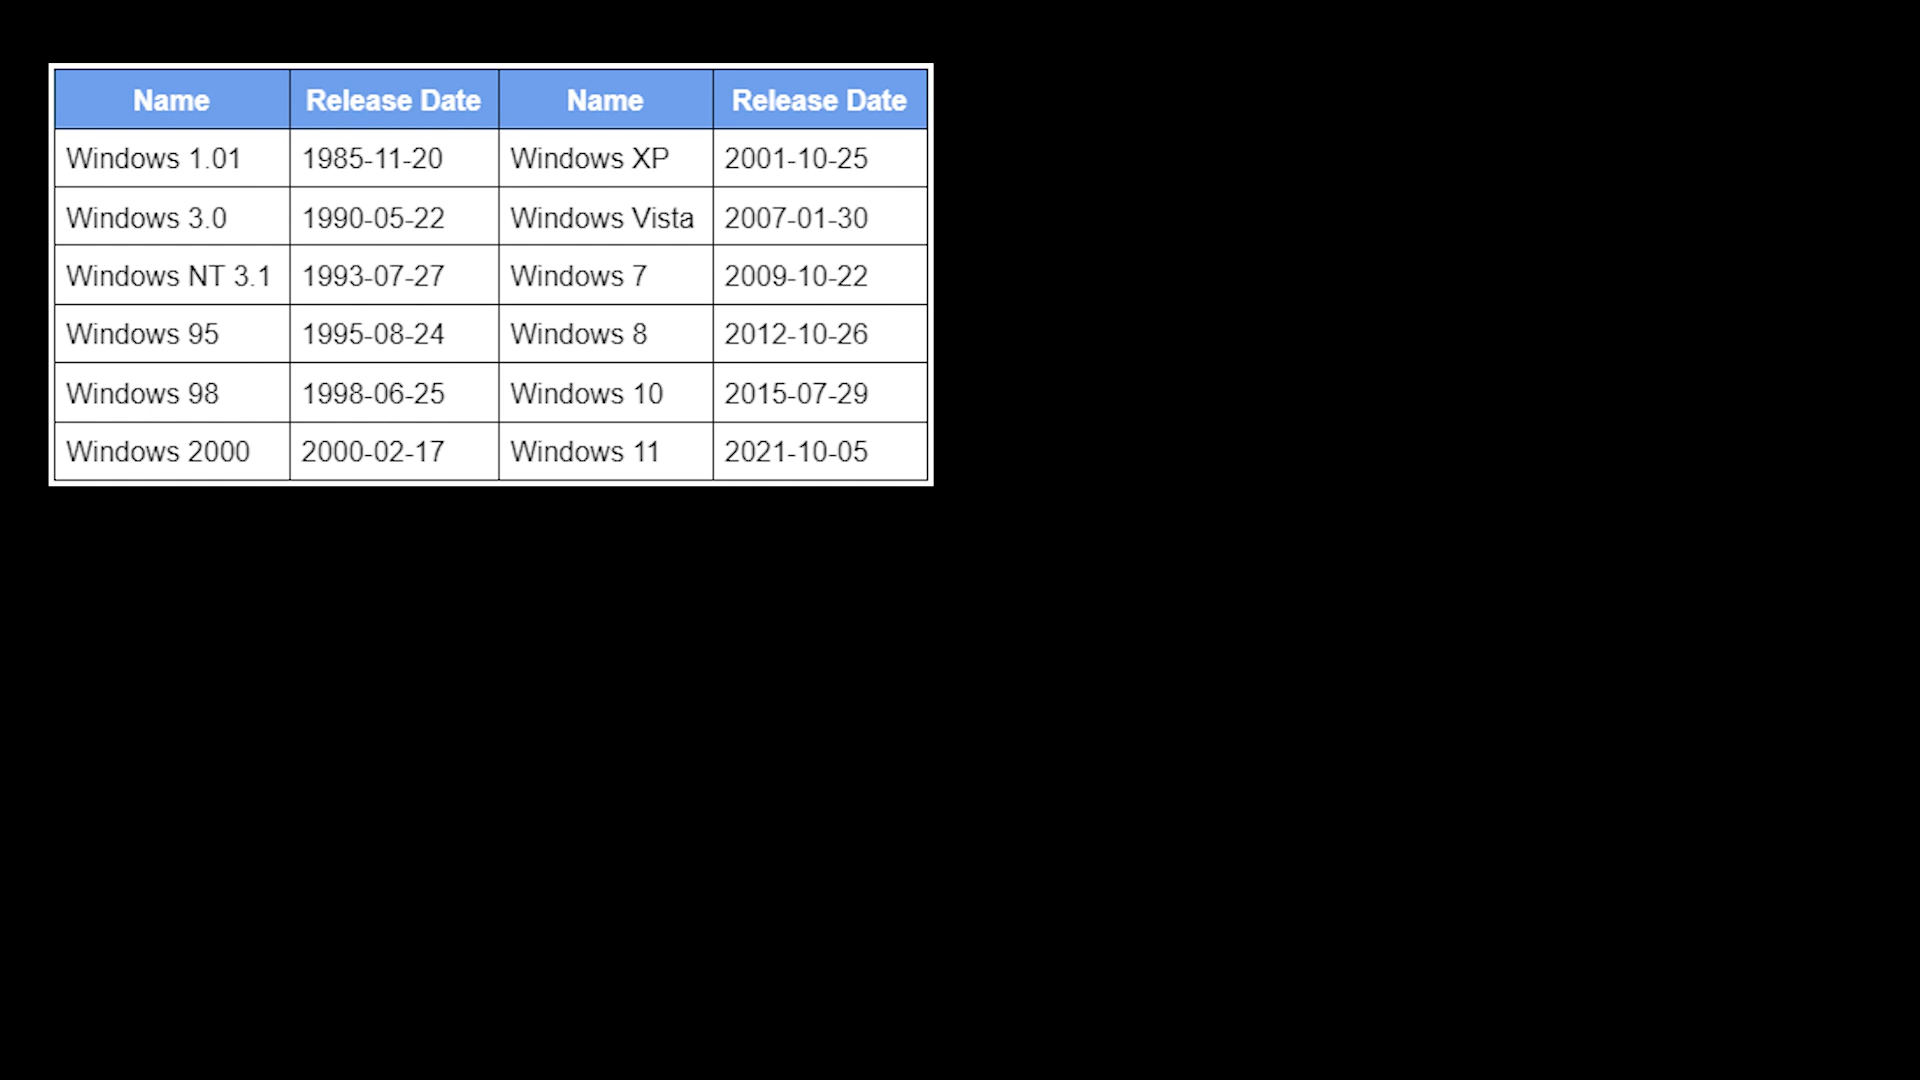 Name Release Date Name Release Date
Windows 1.01 1985-11-20 Windows XP 2001-10-25
Windows 3.0 1990-05-22 Windows Vista 2007-01-30
Windows NT 3.1 1993-07-27 Windows 7 2009-10-22
Windows 95 1995-08-24 Windows 8 2012-10-26
Windows 98 1998-06-25 Windows 10 2015-07-29
Windows 2000 2000-02-17 Windows 11 2021-10-05